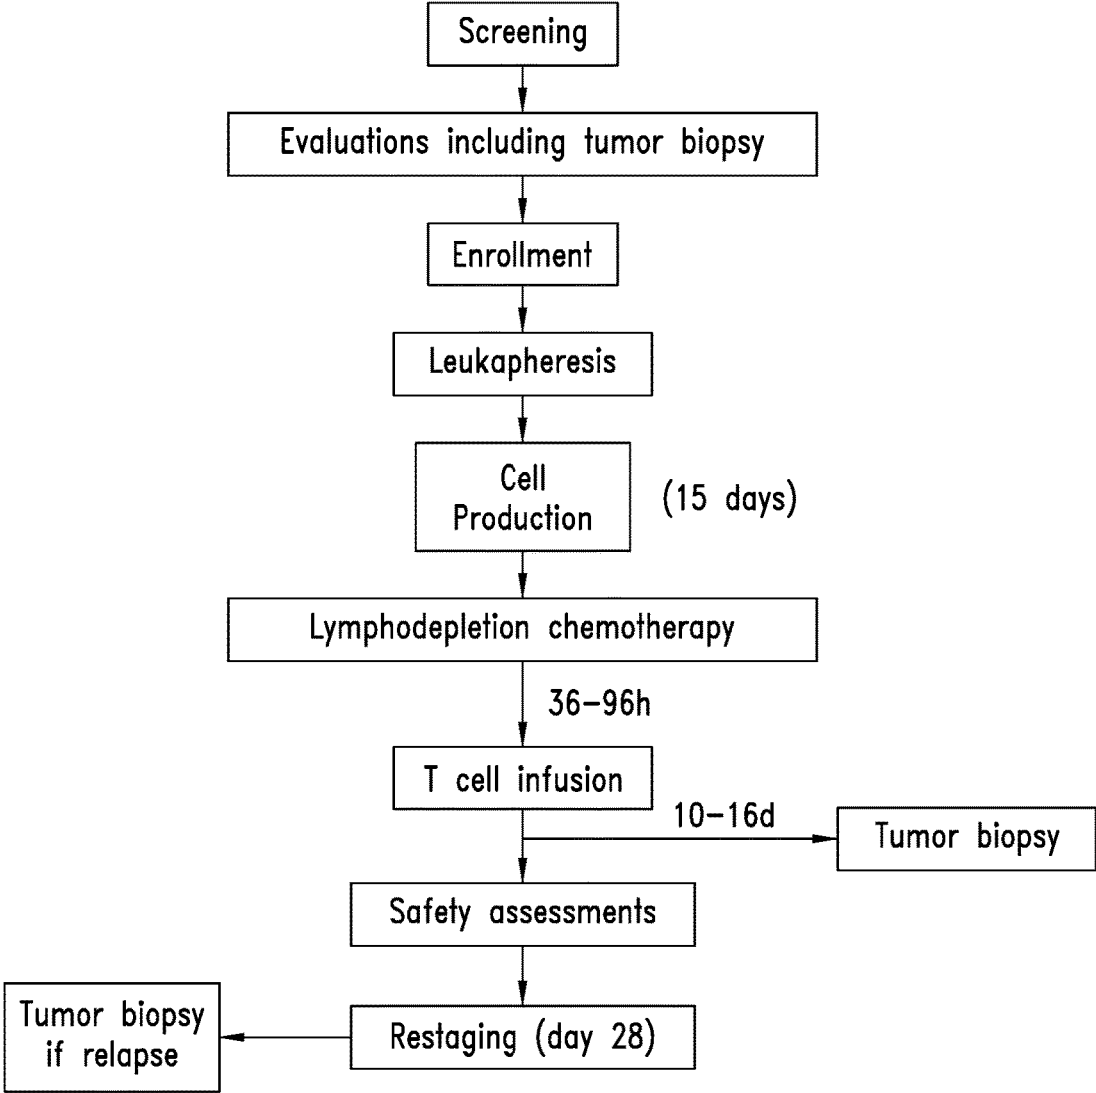 Screening
Evaluations including tumor biopsy
Enrollment
Leukapheresis
Cell
Production
(15 days)
Lymphodepletion chemotherapy
36-96h
T cell infusion
10-16d
Tumor biopsy
Safety assessments
Restaging (day 28)
Tumor biopsy
if relapse